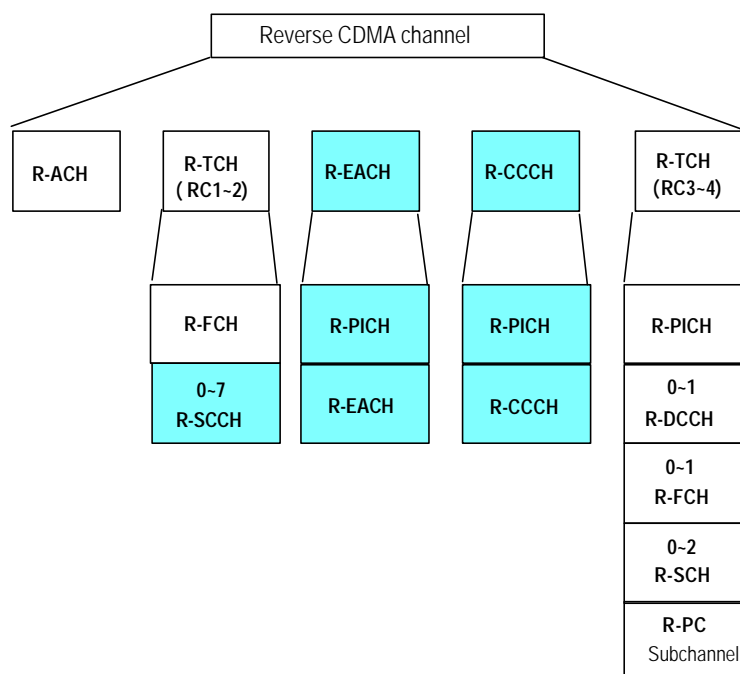 Reverse CDMA channel
R-ACH
R-TCH
( RC1~2)
R-EACH
R-CCCH
R-TCH
(RC3~4)
R-FCH
0~7
R-SCCH
R-PICH
R-EACH
R-PICH
R-CCCH
R-PICH
0~1
R-DCCH
0~1
R-FCH
0~2
R-SCH
R-PC
Subchannel